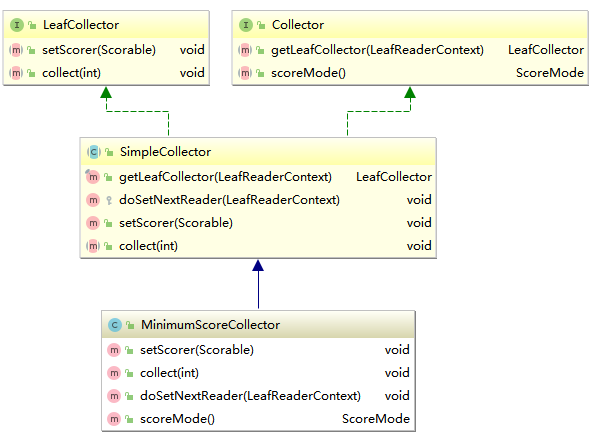 LeafCollector
setScorer(Scorable) void
collect(int) void
Collector
getLeafCollector(LeafReaderContext) LeafCollector
scoreMode() ScoreMode
SimpleCollector
getLeafCollector(LeafReaderContext) LeafCollector
doSetNextReader(LeafReaderContext) void
setScorer(Scorable) void
collect(int) void
MinimumScoreCollector
setScorer(Scorable) void
collect(int) void
doSetNextReader(LeafReaderContext) void
scoreMode() ScoreMode